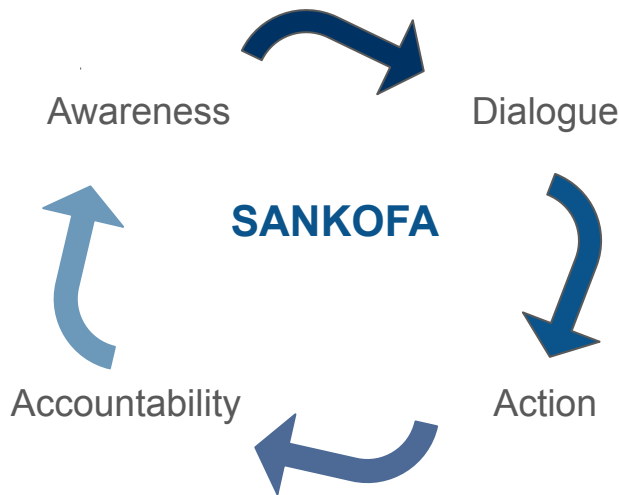 Awareness
Dialogue
SANKOFA
Accountability
Action